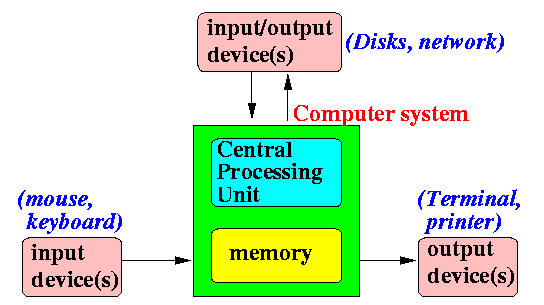 input/output
device(s)
(Disks, network)
Computer system
Central
Processing
Unit
memory
(mouse,
keyboard)
input
device(s)
(Terminal,
printer)
output
device(s)